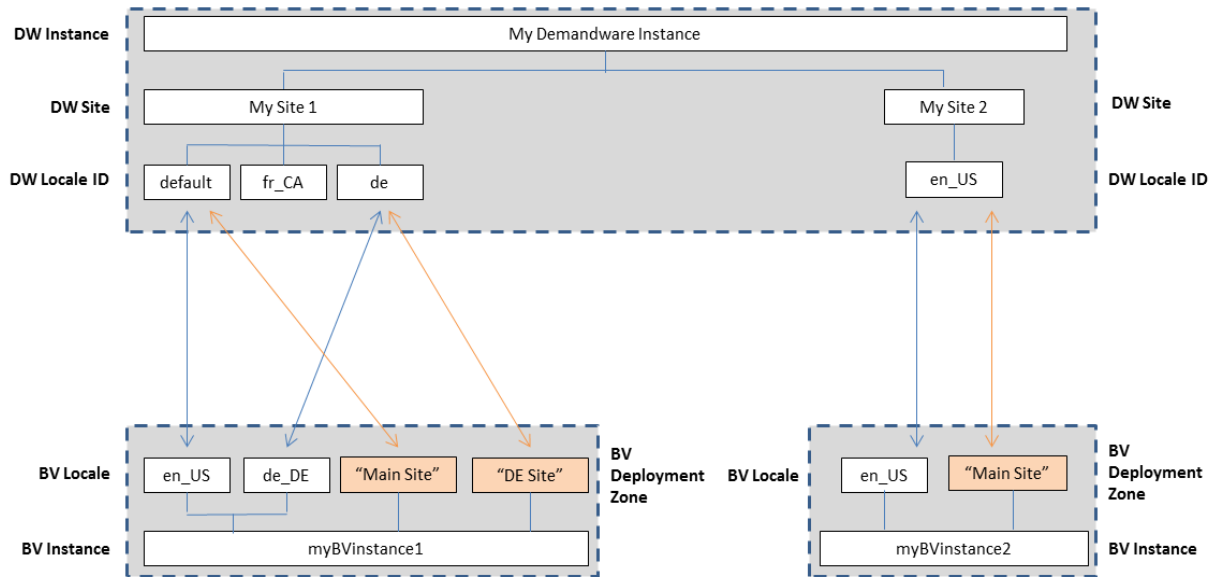 DW Instance
My Demandware Instance
DW Site
My Site 1
My Site 2
DW Site
DW Locale ID
default
fr_CA
de
en_US
DW Locale ID
BV Locale
en_US
de_DE
“Main Site”
“DE Site”
BV
Deployment
Zone
BV Locale
en_US
“Main Site”
BV
Deployment
Zone
BV Instance
myBVinstance1
myBVinstance2
BV Instance